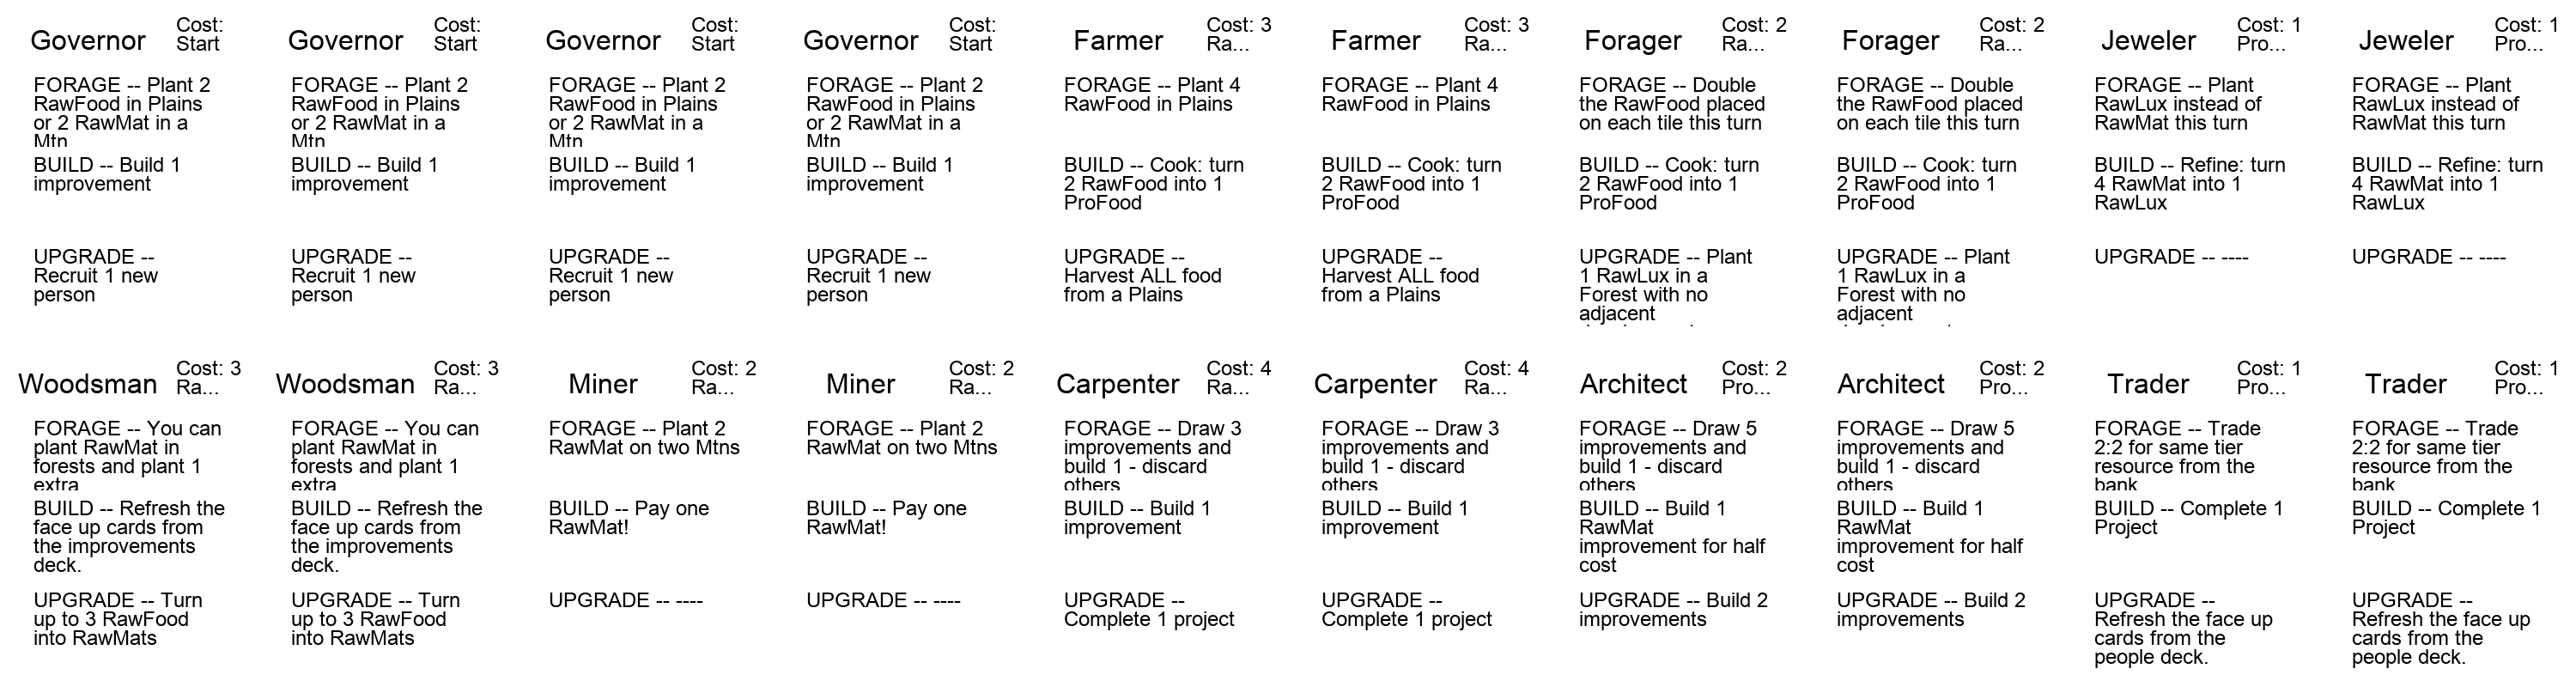 Governor
Cost:
Start
FORAGE -- Plant 2
RawFood in Plains
or 2 RawMat in a
Mtn
BUILD -- Build 1
improvement
UPGRADE --
Recruit 1 new
person
Governor
Cost:
Start
FORAGE -- Plant 2
RawFood in Plains
or 2 RawMat in a
Mtn
BUILD -- Build 1
improvement
UPGRADE --
Recruit 1 new
person
Governor
Cost:
Start
FORAGE -- Plant 2
RawFood in Plains
or 2 RawMat in a
Mtn
BUILD -- Build 1
improvement
UPGRADE --
Recruit 1 new
person
Governor
Cost:
Start
FORAGE -- Plant 2
RawFood in Plains
or 2 RawMat in a
Mtn
BUILD -- Build 1
improvement
UPGRADE --
Recruit 1 new
person
Farmer
Cost: 3
Ra...
FORAGE -- Plant 4
RawFood in Plains
BUILD -- Cook: turn
2 RawFood into 1
ProFood
UPGRADE --
Harvest ALL food
from a Plains
Farmer
Cost: 3
Ra...
FORAGE -- Plant 4
RawFood in Plains
BUILD -- Cook: turn
2 RawFood into 1
ProFood
UPGRADE --
Harvest ALL food
from a Plains
Forager
Cost: 2
Ra...
FORAGE -- Double
the RawFood placed
on each tile this turn
BUILD -- Cook: turn
2 RawFood into 1
ProFood
UPGRADE -- Plant
1 RawLux in a
Forest with no
adjacent
Forager
Cost: 2
Ra...
FORAGE -- Double
the RawFood placed
on each tile this turn
BUILD -- Cook: turn
2 RawFood into 1
ProFood
UPGRADE -- Plant
1 RawLux in a
Forest with no
adjacent
Jeweler
Cost: 1
Pro...
FORAGE -- Plant
RawLux instead of
RawMat this turn
BUILD -- Refine: turn
4 RawMat into 1
RawLux
UPGRADE -- ----
Jeweler
Cost: 1
Pro...
FORAGE -- Plant
RawLux instead of
RawMat this turn
BUILD -- Refine: turn
4 RawMat into 1
RawLux
UPGRADE -- ----
Woodsman
Cost: 3
Ra...
FORAGE -- You can
plant RawMat in
forests and plant 1
extra
BUILD -- Refresh the
face up cards from
the improvements
deck.
UPGRADE -- Turn
up to 3 RawFood
into RawMats
Woodsman
Cost: 3
Ra...
FORAGE -- You can
plant RawMat in
forests and plant 1
extra
BUILD -- Refresh the
face up cards from
the improvements
deck.
UPGRADE -- Turn
up to 3 RawFood
into RawMats
Miner
Cost: 2
Ra...
FORAGE -- Plant 2
RawMat on two Mtns
BUILD -- Pay one
RawMat!
UPGRADE -- ----
Miner
Cost: 2
Ra...
FORAGE -- Plant 2
RawMat on two Mtns
BUILD -- Pay one
RawMat!
UPGRADE -- ----
Carpenter
Cost: 4
Ra...
FORAGE -- Draw 3
improvements and
build 1 - discard
others
BUILD -- Build 1
improvement
UPGRADE --
Complete 1 project
Carpenter
Cost: 4
Ra...
FORAGE -- Draw 3
improvements and
build 1 - discard
others
BUILD -- Build 1
improvement
UPGRADE --
Complete 1 project
Architect
Cost: 2
Pro...
FORAGE -- Draw 5
improvements and
build 1 - discard
others
BUILD -- Build 1
RawMat
improvement for half
cost
UPGRADE -- Build 2
improvements
Architect
Cost: 2
Pro...
FORAGE -- Draw 5
improvements and
build 1 - discard
others
BUILD -- Build 1
RawMat
improvement for half
cost
UPGRADE -- Build 2
improvements
Trader
Cost: 1
Pro...
FORAGE -- Trade
2:2 for same tier
resource from the
bank
BUILD -- Complete 1
Project
UPGRADE --
Refresh the face up
cards from the
people deck.
Trader
Cost: 1
Pro...
FORAGE -- Trade
2:2 for same tier
resource from the
bank
BUILD -- Complete 1
Project
UPGRADE --
Refresh the face up
cards from the
people deck.